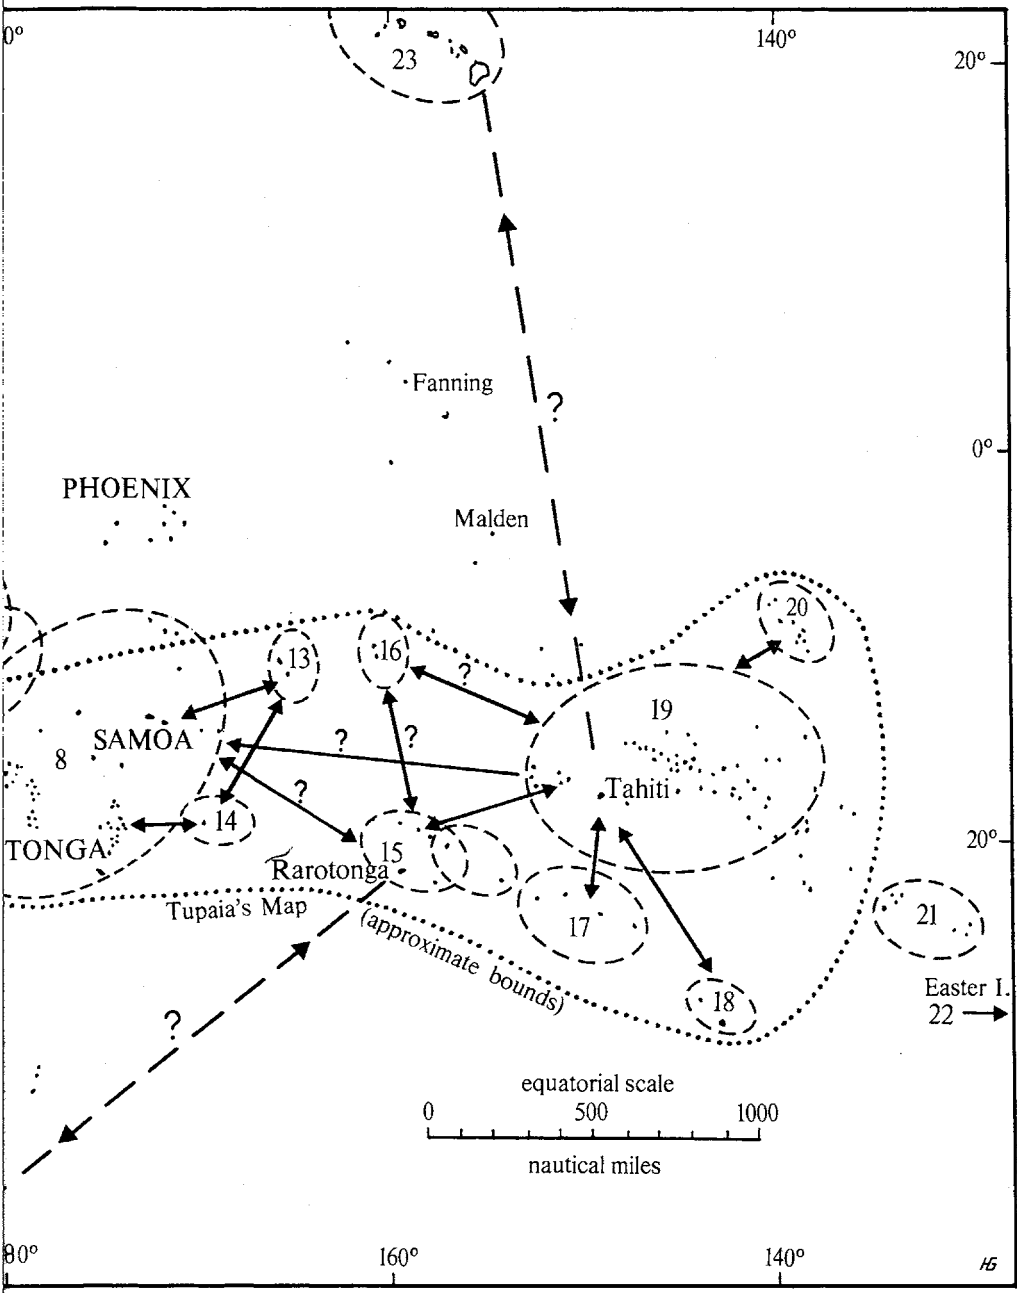 0°
140°
23
20°
Fanning
?
0°
PHOENIX
Malden
20
13
16
?
19
SAMOA
?
?
8
?
Tahiti
14
20°
TONGA
15
Rarotonga
Tupaia's Map
(approximate bounds)
17
21
18
Easter I.
22
?
equatorial scale
0 500 1000
nautical miles
80°
160°
140°
HG